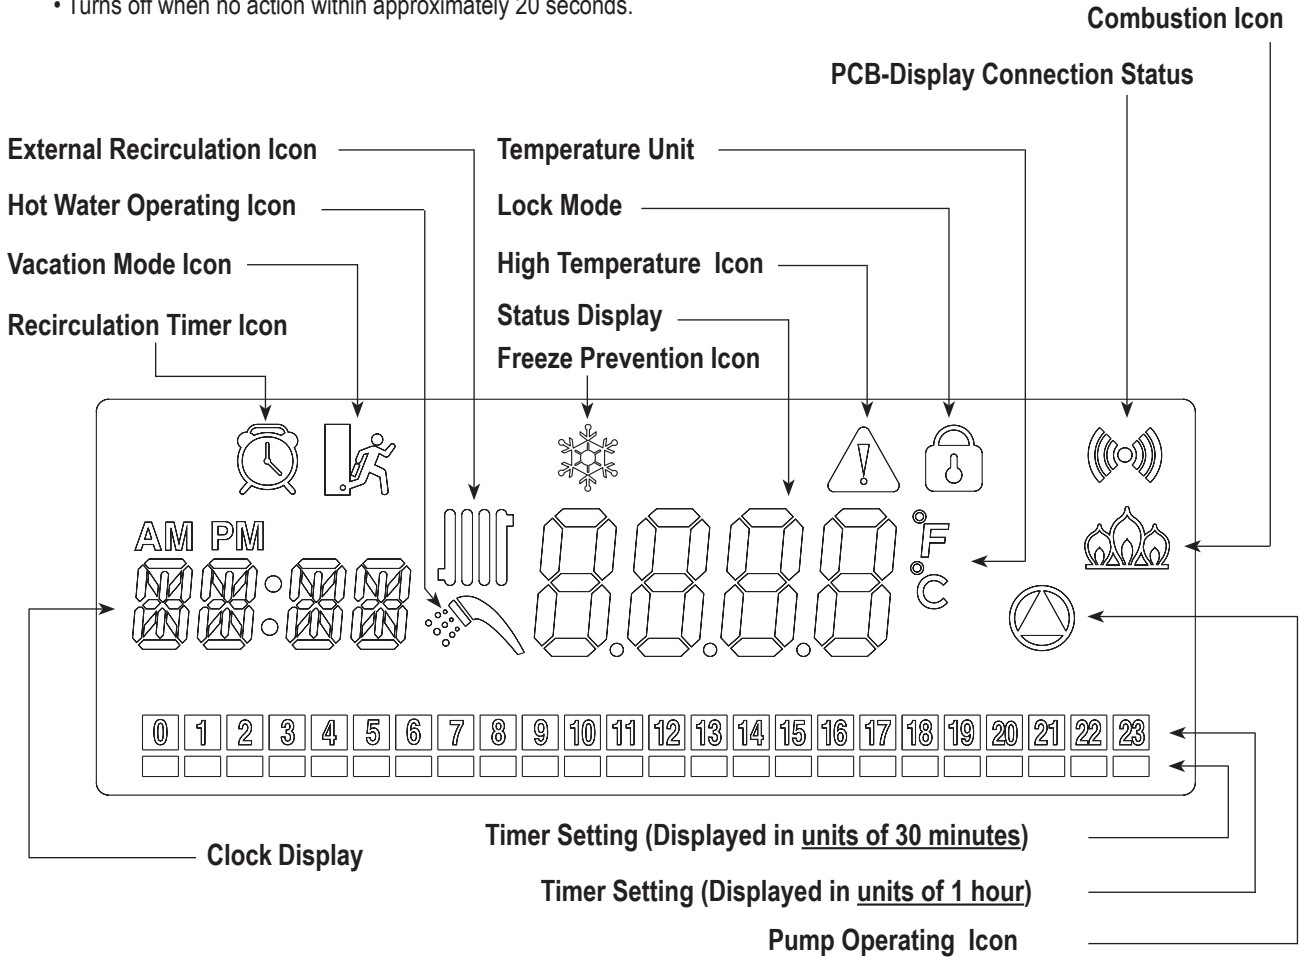 • Turns off when no action within approximately 20 seconds.
Combustion Icon
PCB-Display Connection Status
External Recirculation Icon
Temperature Unit
Hot Water Operating Icon
Lock Mode
Vacation Mode Icon
High Temperature Icon
Status Display
Recirculation Timer Icon
Freeze Prevention Icon
AM PM
°F
°C
0 1 2 3 4 5 6 7 8 9 10 11 12 13 14 15 16 17 18 19 20 21 22 23
Timer Setting (Displayed in units of 30 minutes)
Clock Display
Timer Setting (Displayed in units of 1 hour)
Pump Operating Icon